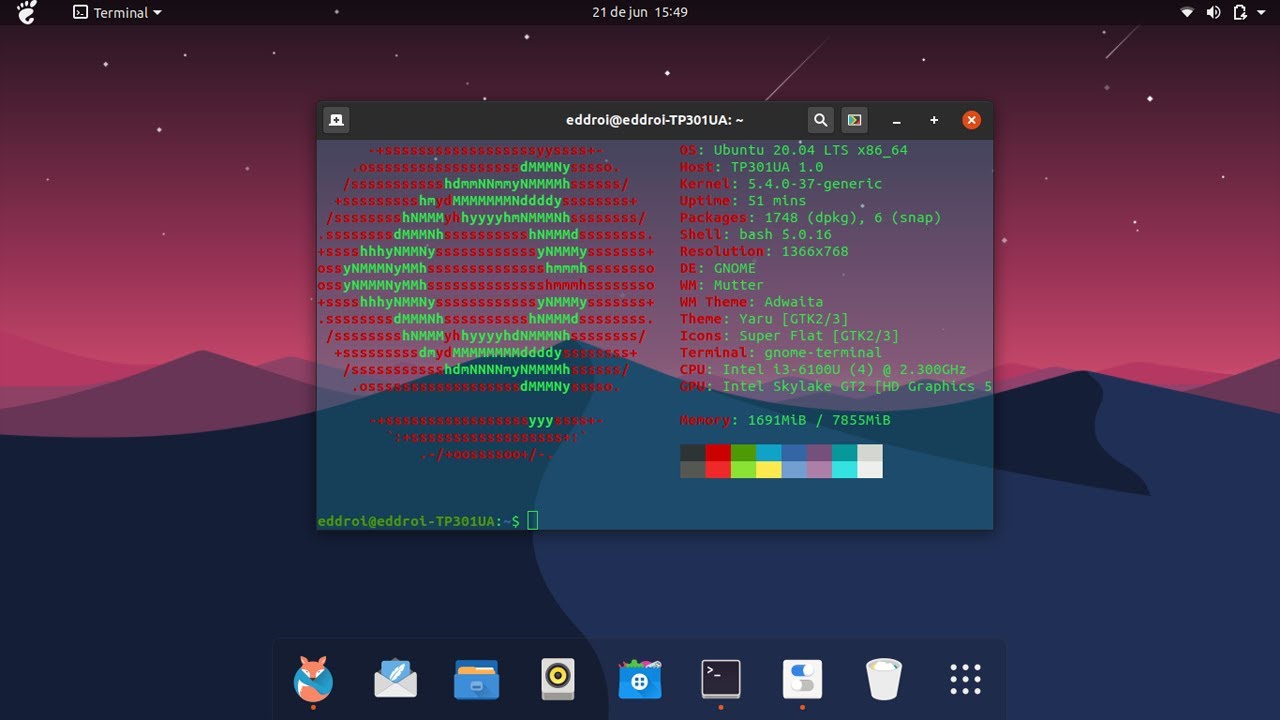 Terminal
21 de jun 15:49
eddroi@eddroi-TP301UA: ~
-+ssssssssssssssssssyyssss+-
.ossssssssssssssssssdMMMNysssso.
/ssssssssssshdmmNNmmyNMMMMhssssss/
+ssssssssshmydMMMMMMMNddddyssssssss+
/sssssssshNMMMyhhyyyyhmNMMMNhssssssss/
.ssssssssdMMMNhsssssssssshNMMMdssssssss.
+sssshhhyNMMNyssssssssssssyNMMMysssssss+
ossyNMMMNyMMhsssssssssssssshmmmhssssssso
ossyNMMMNyMMhsssssssssssssshmmmhssssssso
+sssshhhyNMMNyssssssssssssyNMMMysssssss+
.ssssssssdMMMNhsssssssssshNMMMdssssssss.
/sssssssshNMMMyhhyyyyhdNMMMNhssssssss/
+sssssssssdmydMMMMMMMMddddyssssssss+
/ssssssssssshdmNNNNmyNMMMMhssssss/
.ossssssssssssssssssdMMMNysssso.
-+sssssssssssssssssyyyssss+-
`:+ssssssssssssssssss+:`
.-/+oossssoo+/-.
OS: Ubuntu 20.04 LTS x86_64
Host: TP301UA 1.0
Kernel: 5.4.0-37-generic
Uptime: 51 mins
Packages: 1748 (dpkg), 6 (snap)
Shell: bash 5.0.16
Resolution: 1366x768
DE: GNOME
WM: Mutter
WM Theme: Adwaita
Theme: Yaru [GTK2/3]
Icons: Super Flat [GTK2/3]
Terminal: gnome-terminal
CPU: Intel i3-6100U (4) @ 2.300GHz
GPU: Intel Skylake GT2 [HD Graphics 5
Memory: 1691MiB / 7855MiB
eddroi@eddroi-TP301UA:~$
>_